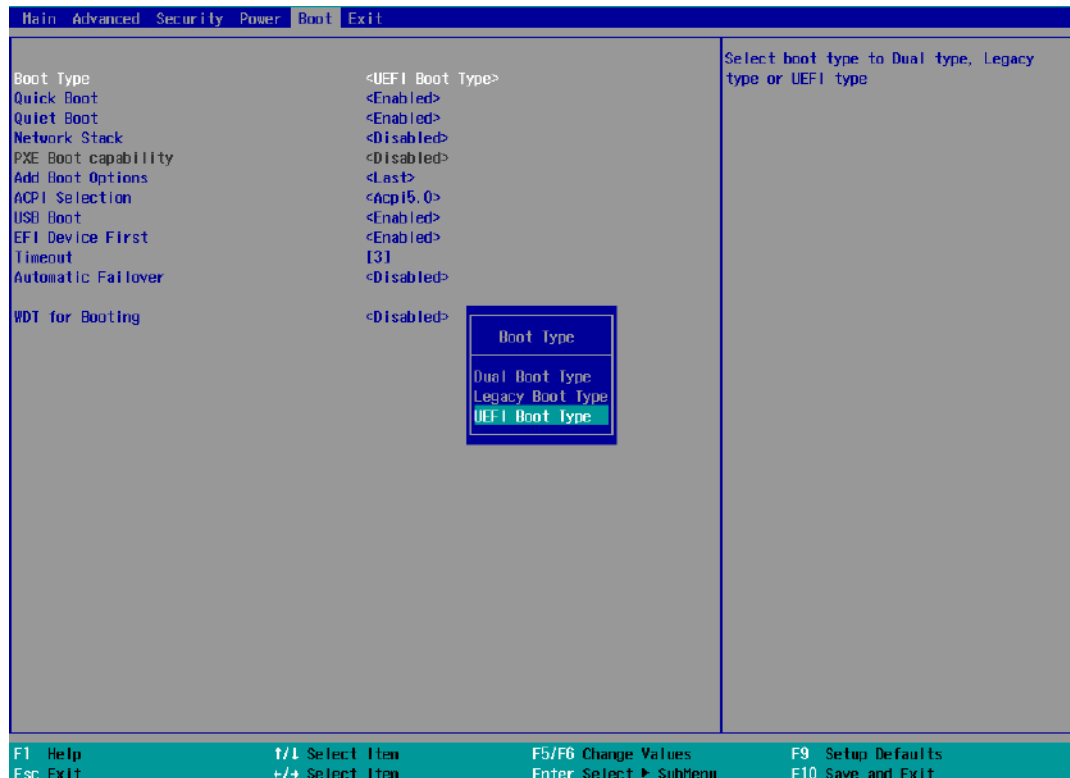 Main Advanced Security Power Boot Exit
Boot Type <UEFI Boot Type>
Quick Boot <Enabled>
Quiet Boot <Enabled>
Network Stack <Disabled>
PXE Boot capability <Disabled>
Add Boot Options <Last>
ACPI Selection <Acpi5.0>
USB Boot <Enabled>
EFI Device First <Enabled>
Timeout [3]
Automatic Failover <Disabled>
WDT for Booting <Disabled>
Boot Type
Dual Boot Type
Legacy Boot Type
UEFI Boot Type
Select boot type to Dual type, Legacy
type or UEFI type
F1 Help ↑/↓ Select Item F5/F6 Change Values F9 Setup Defaults
Esc Exit ←/→ Select Item Enter Select ▶ SubMenu F10 Save and Exit